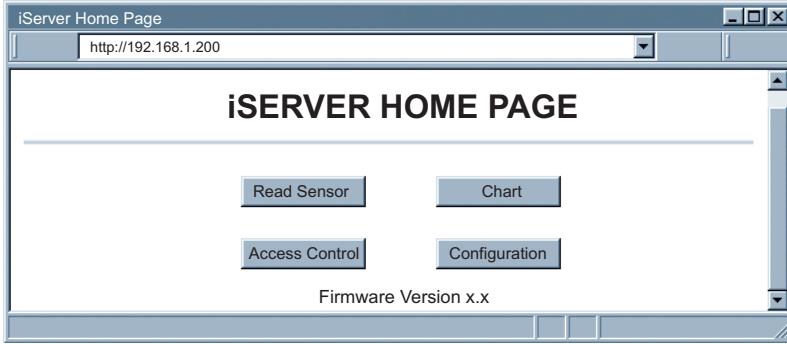 iServer Home Page
http://192.168.1.200
iSERVER HOME PAGE
Read Sensor Chart
Access Control Configuration
Firmware Version x.x